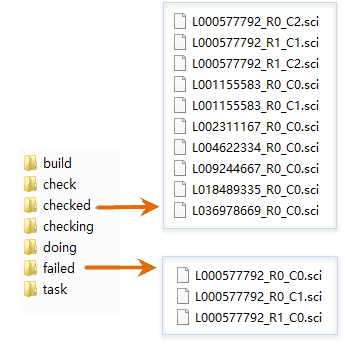 L000577792_R0_C2.sci
L000577792_R1_C1.sci
L000577792_R1_C2.sci
L001155583_R0_C0.sci
L001155583_R0_C1.sci
L002311167_R0_C0.sci
L004622334_R0_C0.sci
L009244667_R0_C0.sci
L018489335_R0_C0.sci
L036978669_R0_C0.sci
build
check
checked
checking
doing
failed
task
L000577792_R0_C0.sci
L000577792_R0_C1.sci
L000577792_R1_C0.sci